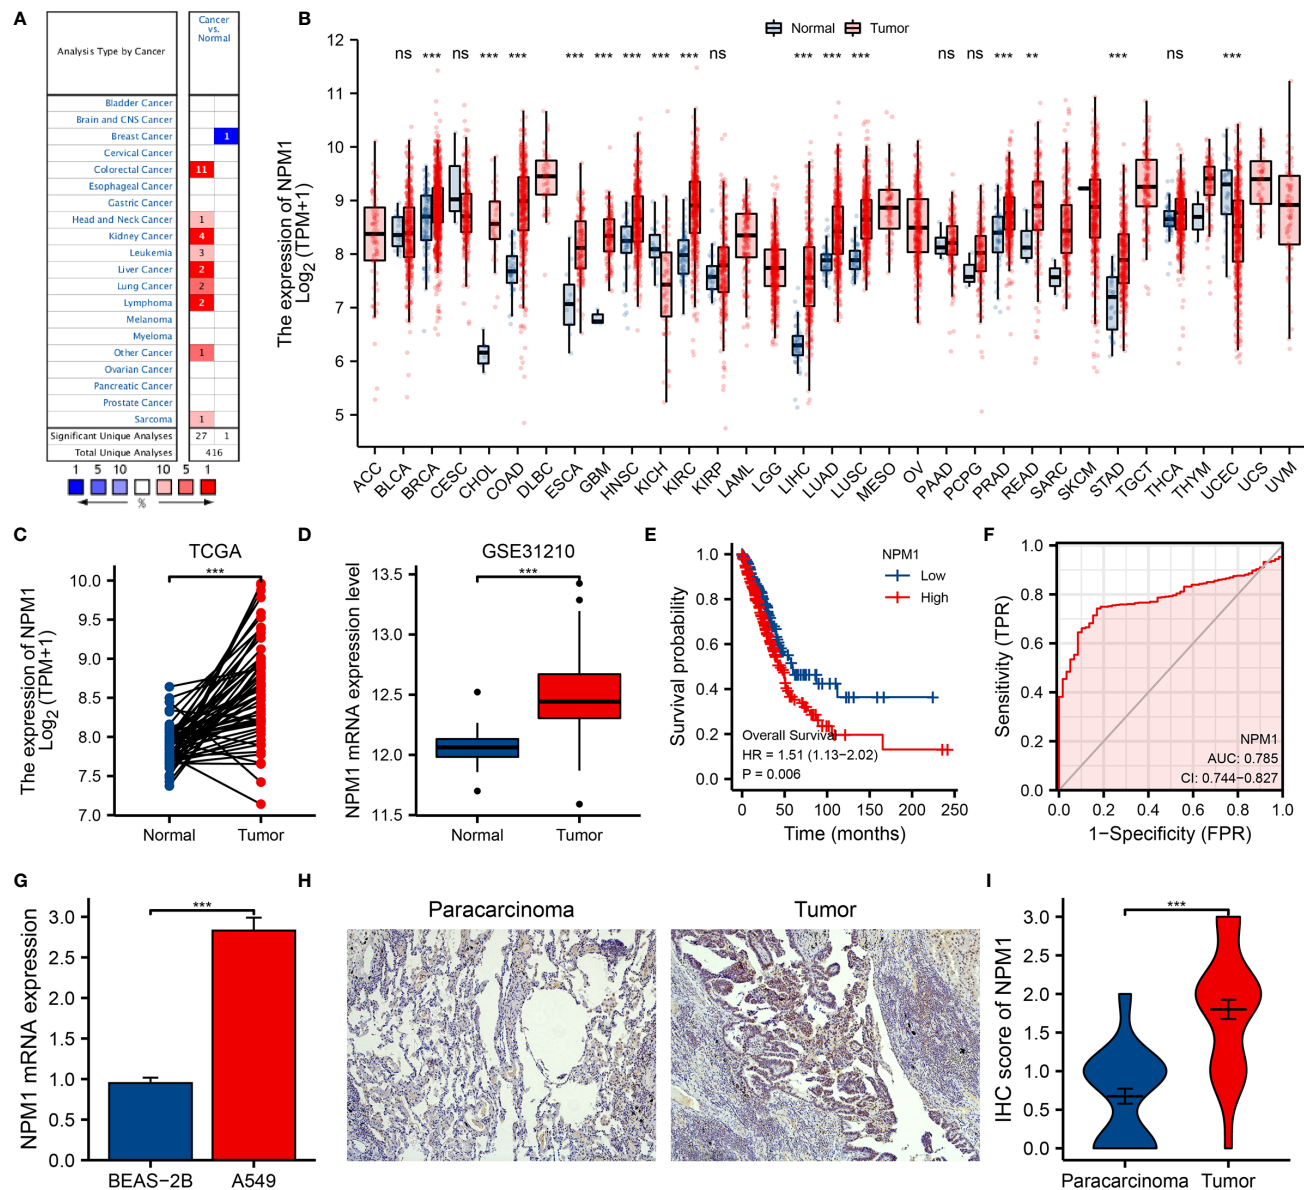 A
Analysis Type by Cancer
Cancer
vs.
Normal
Bladder Cancer
Brain and CNS Cancer
Breast Cancer 1
Cervical Cancer
Colorectal Cancer 11
Esophageal Cancer
Gastric Cancer
Head and Neck Cancer 1
Kidney Cancer 4
Leukemia 3
Liver Cancer 2
Lung Cancer 2
Lymphoma 2
Melanoma
Myeloma
Other Cancer 1
Ovarian Cancer
Pancreatic Cancer
Prostate Cancer
Sarcoma 1
Significant Unique Analyses 27 1
Total Unique Analyses 416
1 5 10 10 5 1
%
B
Normal Tumor
The expression of NPM1
Log2 (TPM+1)
12
11
10
9
8
7
6
5
ns *** ns *** *** *** *** *** *** *** ns *** *** *** ns ns *** ** *** ns ***
ACC BLCA BRCA CESC CHOL COAD DLBC ESCA GBM HNSC KICH KIRC KIRP LAML LGG LIHC LUAD LUSC MESO OV PAAD PCPG PRAD READ SARC SKCM STAD TGCT THCA THYM UCEC UCS UVM
C
TCGA
***
The expression of NPM1
Log2 (TPM+1)
10.0
9.5
9.0
8.5
8.0
7.5
7.0
Normal Tumor
D
GSE31210
***
NPM1 mRNA expression level
13.5
13.0
12.5
12.0
11.5
Normal Tumor
E
NPM1
Low
High
Survival probability
1.0
0.8
0.6
0.4
0.2
0.0
Overall Survival
HR = 1.51 (1.13−2.02)
P = 0.006
0 50 100 150 200 250
Time (months)
F
Sensitivity (TPR)
1.0
0.8
0.6
0.4
0.2
0.0
NPM1
AUC: 0.785
CI: 0.744−0.827
0.0 0.2 0.4 0.6 0.8 1.0
1−Specificity (FPR)
G
***
NPM1 mRNA expression
3.0
2.5
2.0
1.5
1.0
0.5
0.0
BEAS−2B A549
H
Paracarcinoma Tumor
I
***
IHC score of NPM1
3.0
2.5
2.0
1.5
1.0
0.5
0.0
Paracarcinoma Tumor